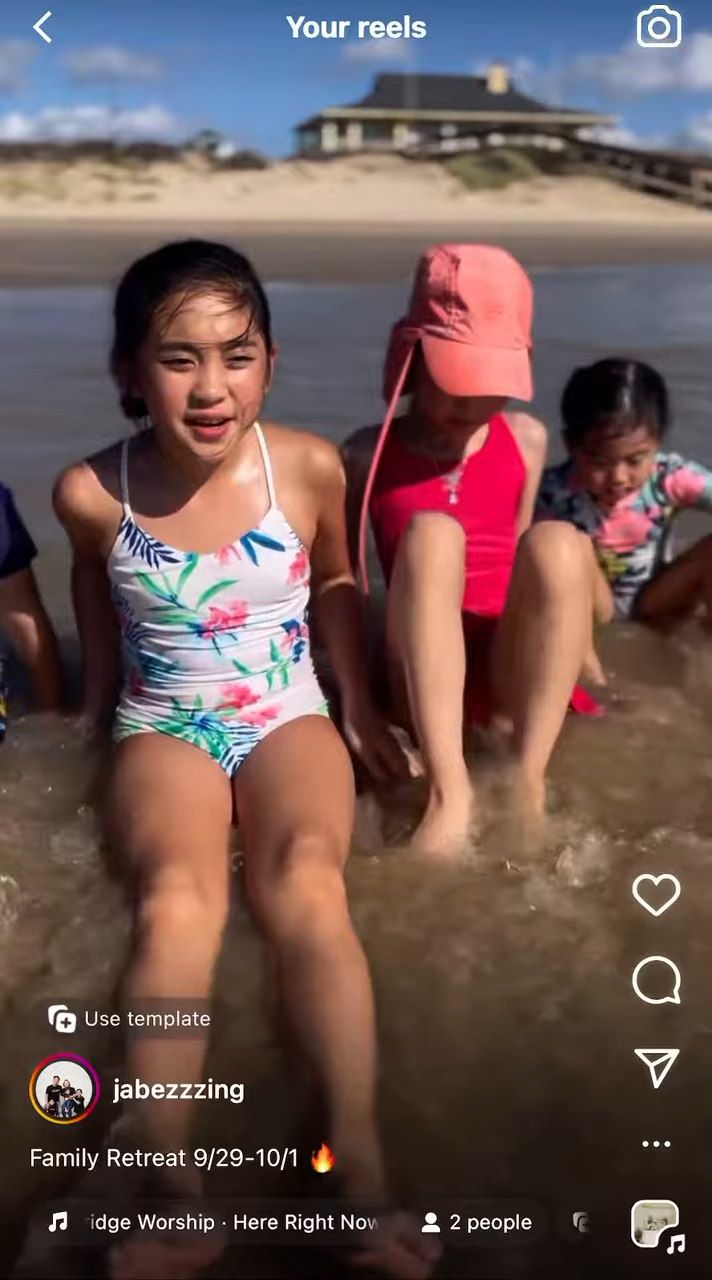 Your reels
Use template
jabezzzing
Family Retreat 9/29-10/1 🔥
idge Worship · Here Right Now
2 people